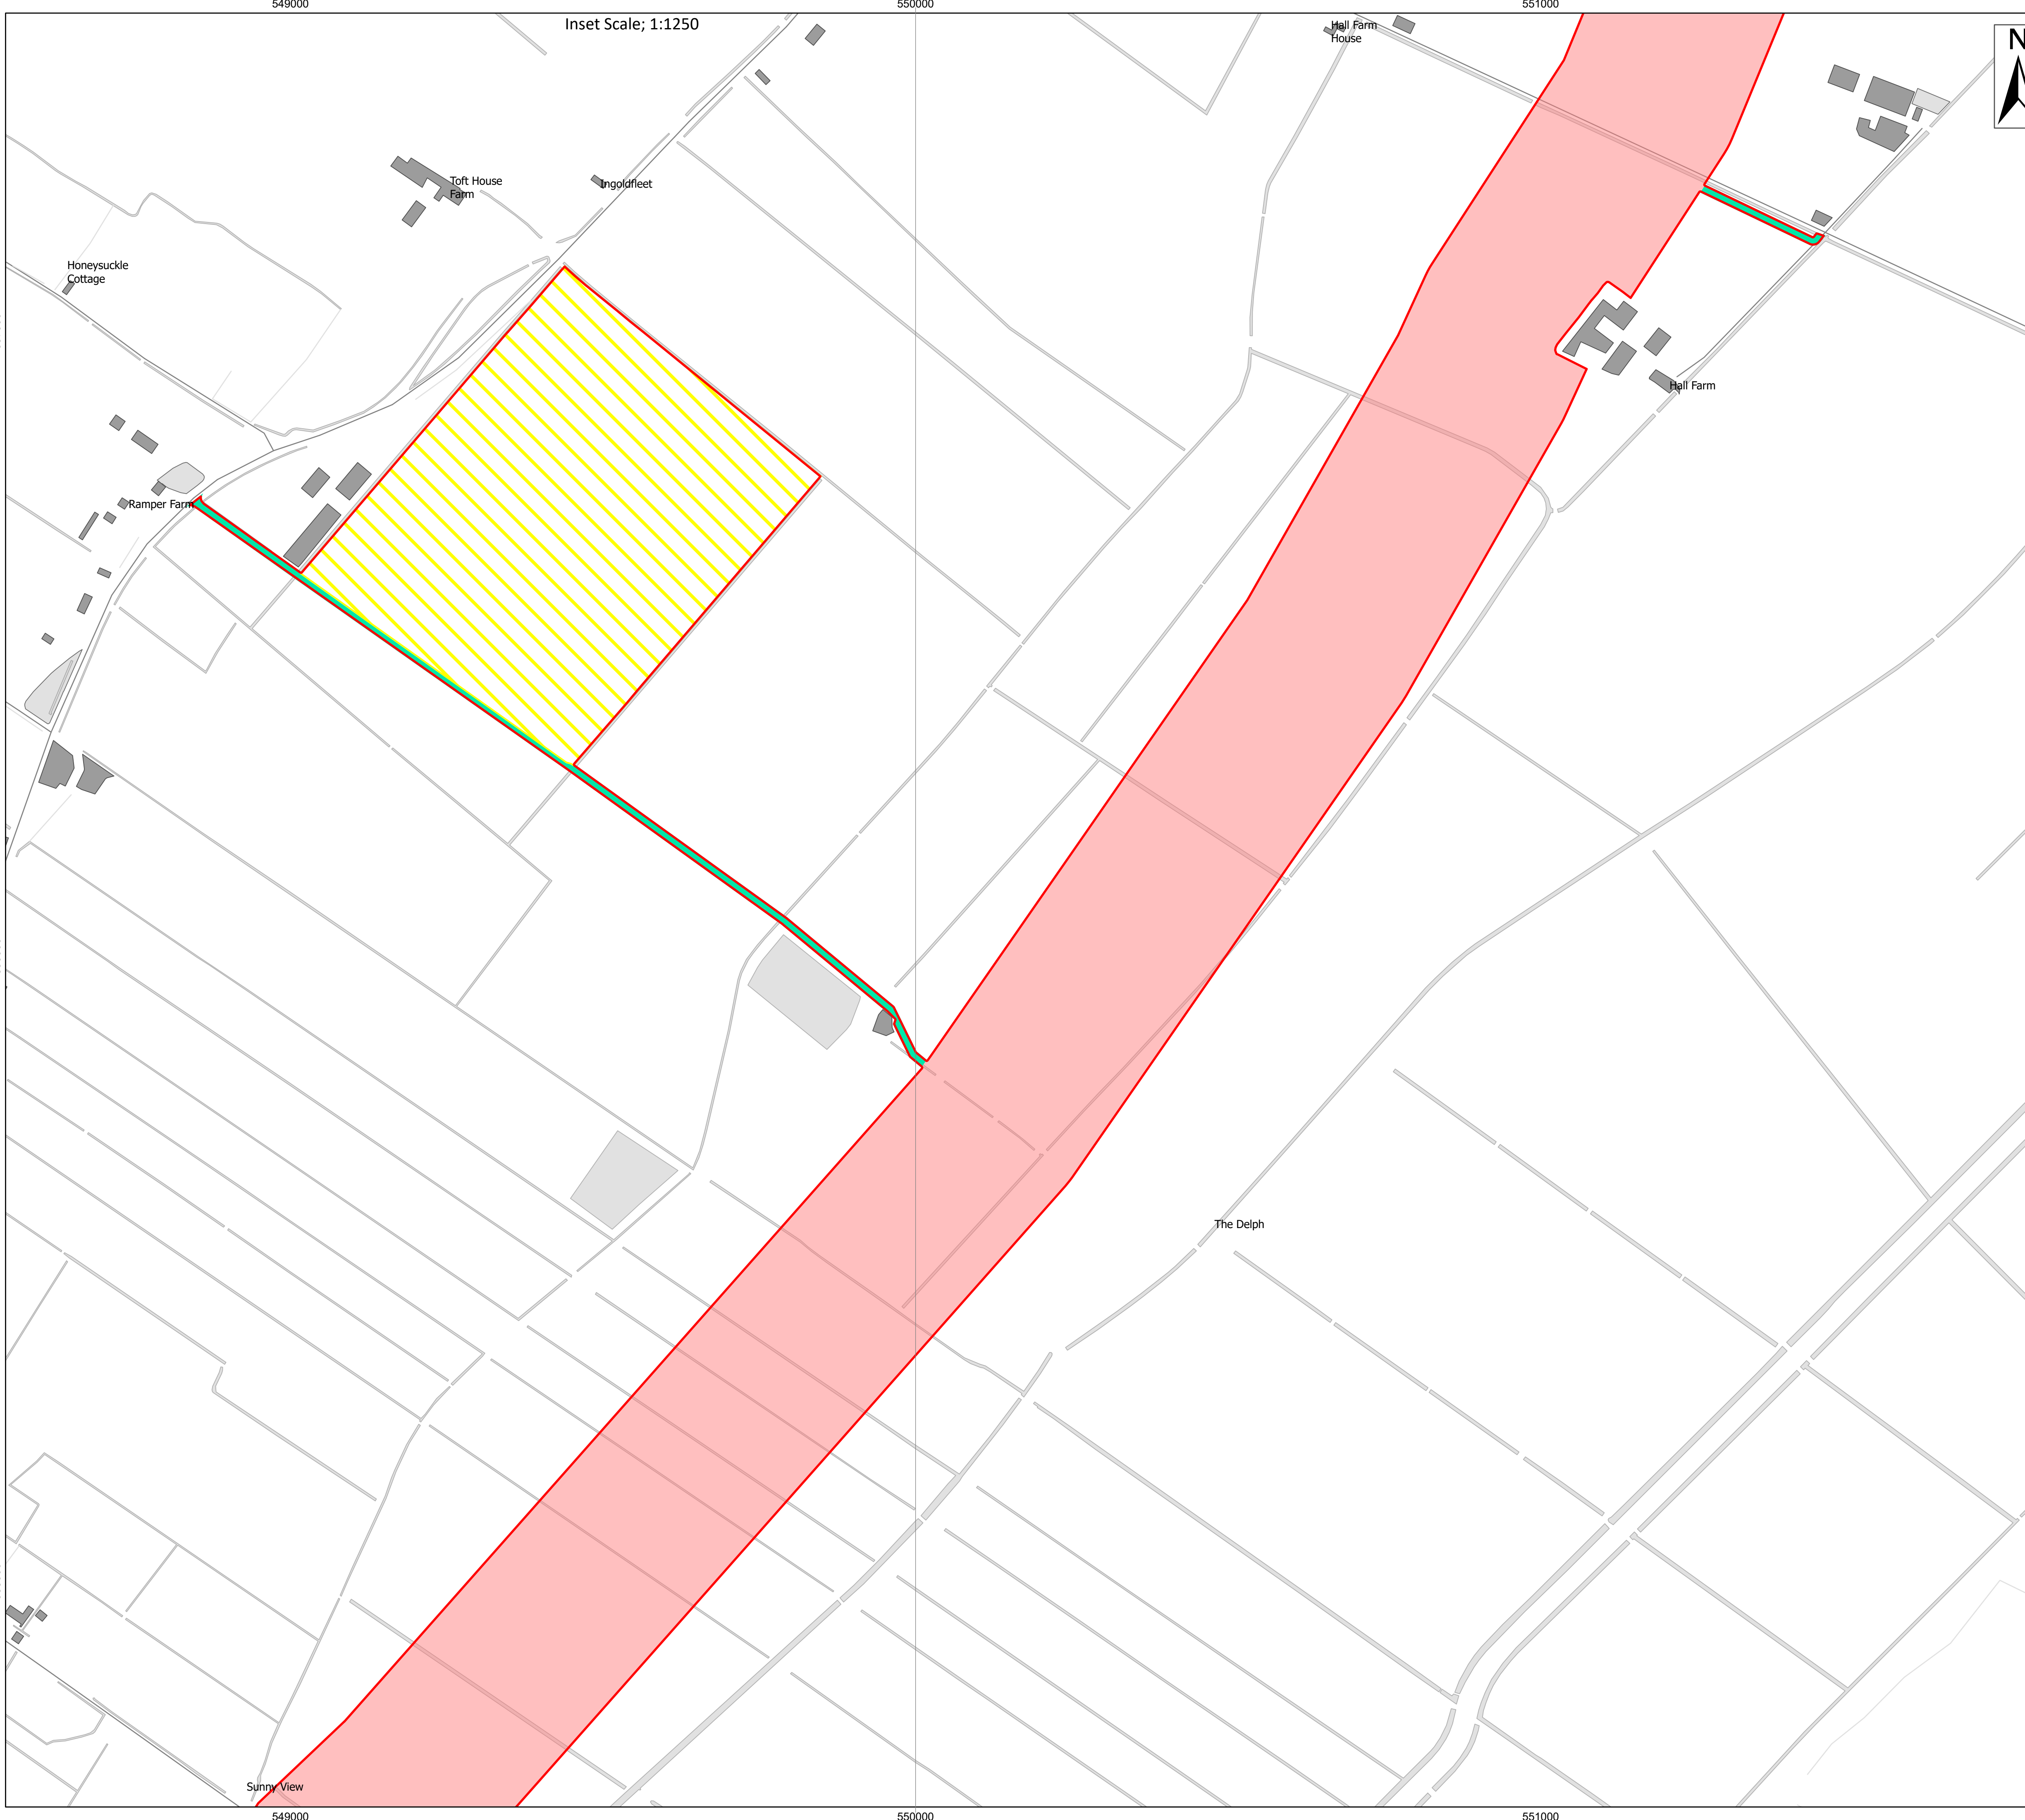 549000
550000
551000
Inset Scale; 1:1250
Hall Farm
House
N
Toft House
Farm
Ingoldfleet
Honeysuckle
Cottage
Hall Farm
Ramper Farm
The Delph
Sunny View
549000
550000
551000